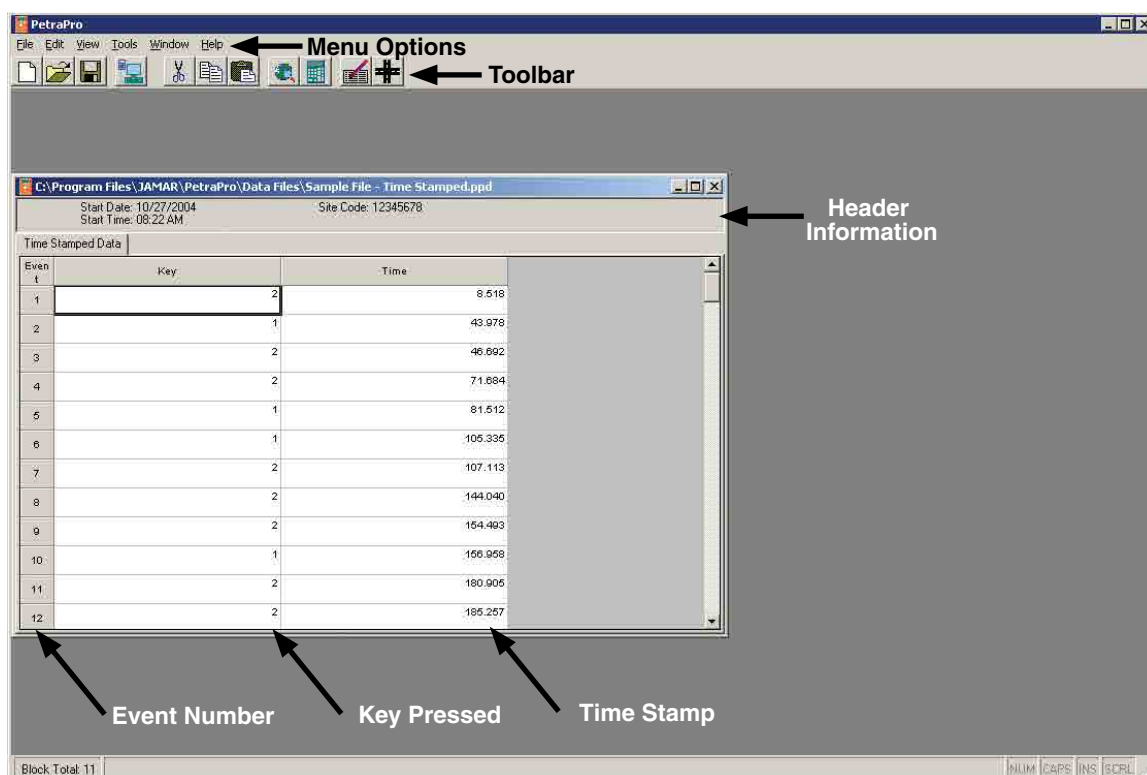 PetraPro
File Edit View Tools Window Help
Menu Options
Toolbar
C:\Program Files\JAMAR\PetraPro\Data Files\Sample File - Time Stamped.ppd
Start Date: 10/27/2004 Site Code: 12345678
Start Time: 08:22 AM
Header
Information
Time Stamped Data
Event Key Time
1 2 8.518
2 1 43.978
3 2 46.692
4 2 71.684
5 1 81.512
6 1 105.335
7 2 107.113
8 2 144.040
9 2 154.493
10 1 156.958
11 2 180.905
12 2 185.257
Event Number Key Pressed Time Stamp
Block Total: 11 NUM CAPS INS SCRL